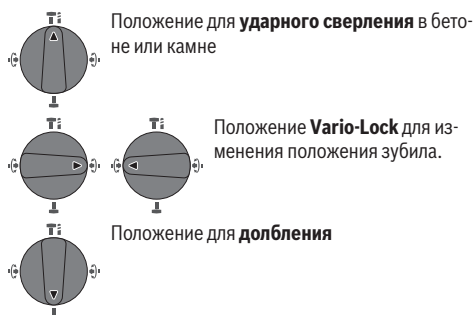 Положение для ударного сверления в бето-
не или камне
Положение Vario-Lock для из-
менения положения зубила.
Положение для долбления